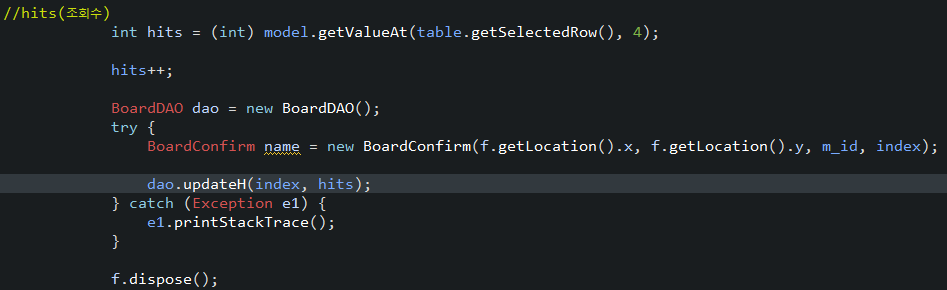 //hits(조회수)
int hits = (int) model.getValueAt(table.getSelectedRow(), 4);
hits++;
BoardDAO dao = new BoardDAO();
try {
BoardConfirm name = new BoardConfirm(f.getLocation().x, f.getLocation().y, m_id, index);
dao.updateH(index, hits);
} catch (Exception e1) {
e1.printStackTrace();
}
f.dispose();